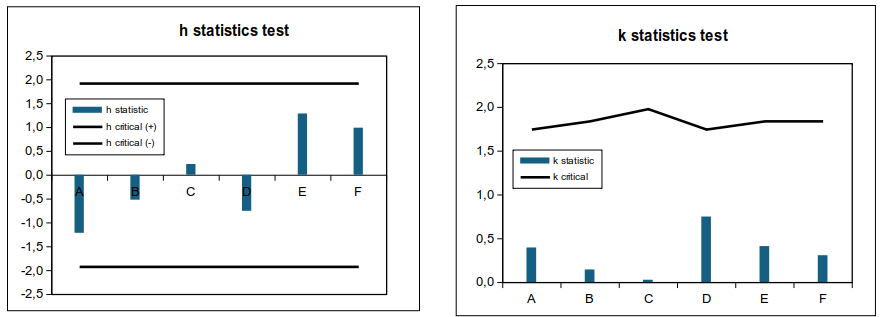 h statistics test
2,5
2,0
1,5
1,0
0,5
0,0
-0,5
-1,0
-1,5
-2,0
-2,5
h statistic
h critical (+)
h critical (-)
A B C D E F
k statistics test
2,5
2,0
1,5
1,0
0,5
0,0
k statistic
k critical
A B C D E F